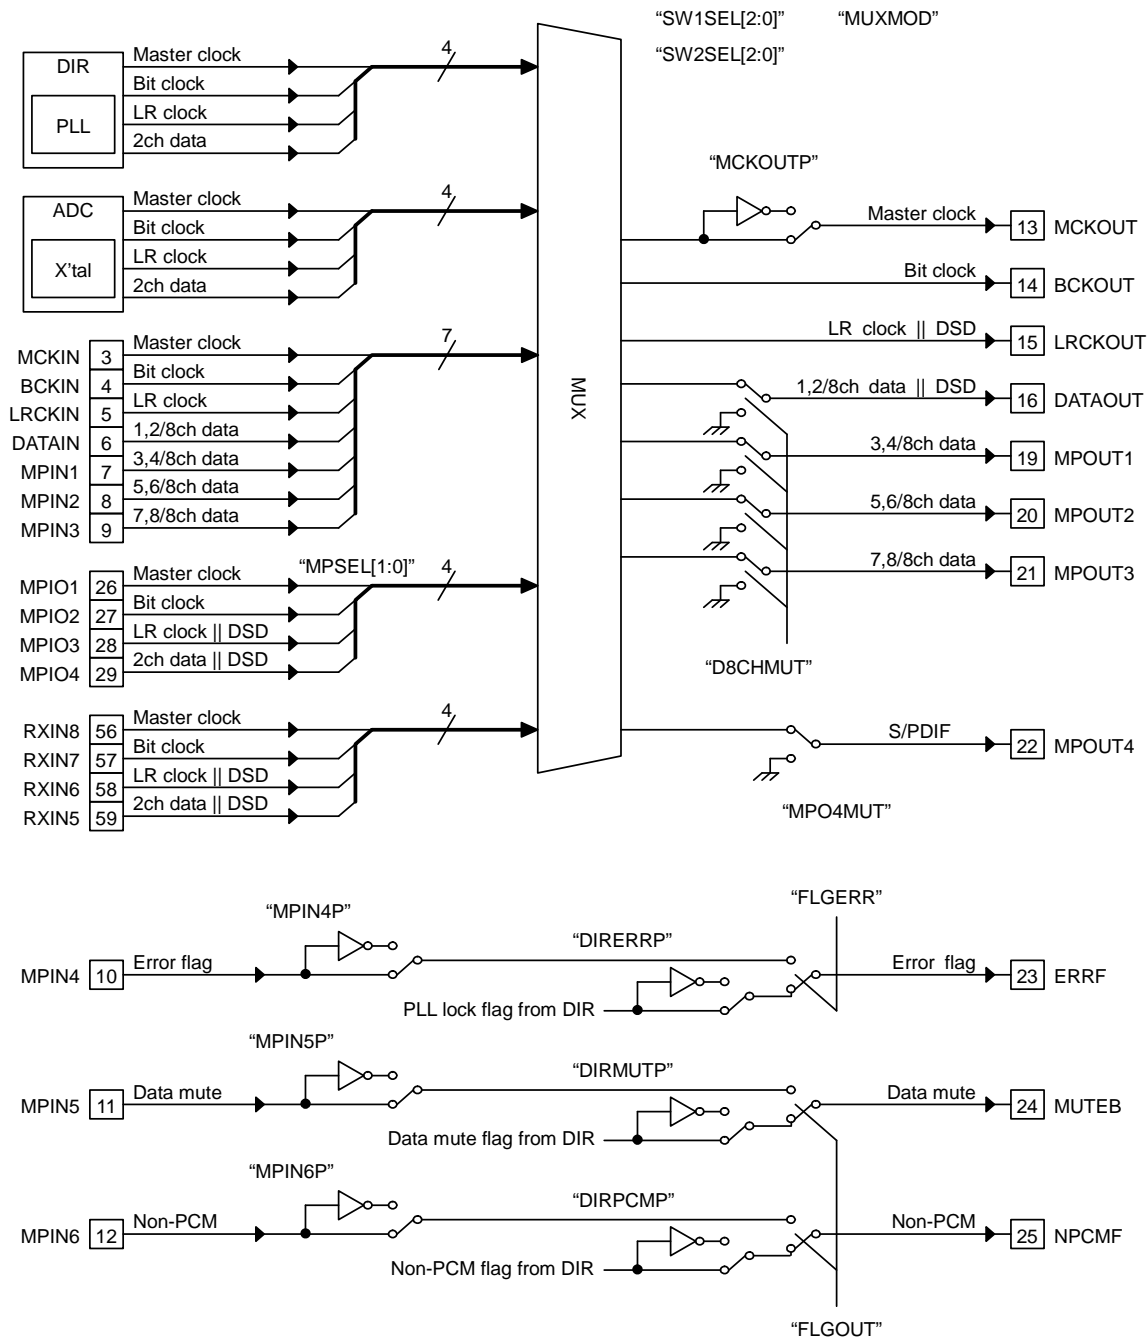 “SW1SEL[2:0]” “MUXMOD”
“SW2SEL[2:0]”
DIR
PLL
Master clock
Bit clock
LR clock
2ch data
4
ADC
X’tal
Master clock
Bit clock
LR clock
2ch data
4
MCKIN 3 Master clock
BCKIN 4 Bit clock
LRCKIN 5 LR clock
DATAIN 6 1,2/8ch data
MPIN1 7 3,4/8ch data
MPIN2 8 5,6/8ch data
MPIN3 9 7,8/8ch data
7
“MPSEL[1:0]”
MPIO1 26 Master clock
MPIO2 27 Bit clock
MPIO3 28 LR clock || DSD
MPIO4 29 2ch data || DSD
4
RXIN8 56 Master clock
RXIN7 57 Bit clock
RXIN6 58 LR clock || DSD
RXIN5 59 2ch data || DSD
4
MUX
“MCKOUTP”
Master clock 13 MCKOUT
Bit clock 14 BCKOUT
LR clock || DSD 15 LRCKOUT
1,2/8ch data || DSD 16 DATAOUT
3,4/8ch data 19 MPOUT1
5,6/8ch data 20 MPOUT2
7,8/8ch data 21 MPOUT3
“D8CHMUT”
S/PDIF 22 MPOUT4
“MPO4MUT”
“FLGERR”
“MPIN4P”
“DIRERRP”
MPIN4 10 Error flag
Error flag 23 ERRF
PLL lock flag from DIR
“MPIN5P”
“DIRMUTP”
MPIN5 11 Data mute
Data mute 24 MUTEB
Data mute flag from DIR
“MPIN6P”
“DIRPCMP”
MPIN6 12 Non-PCM
Non-PCM 25 NPCMF
Non-PCM flag from DIR
“FLGOUT”